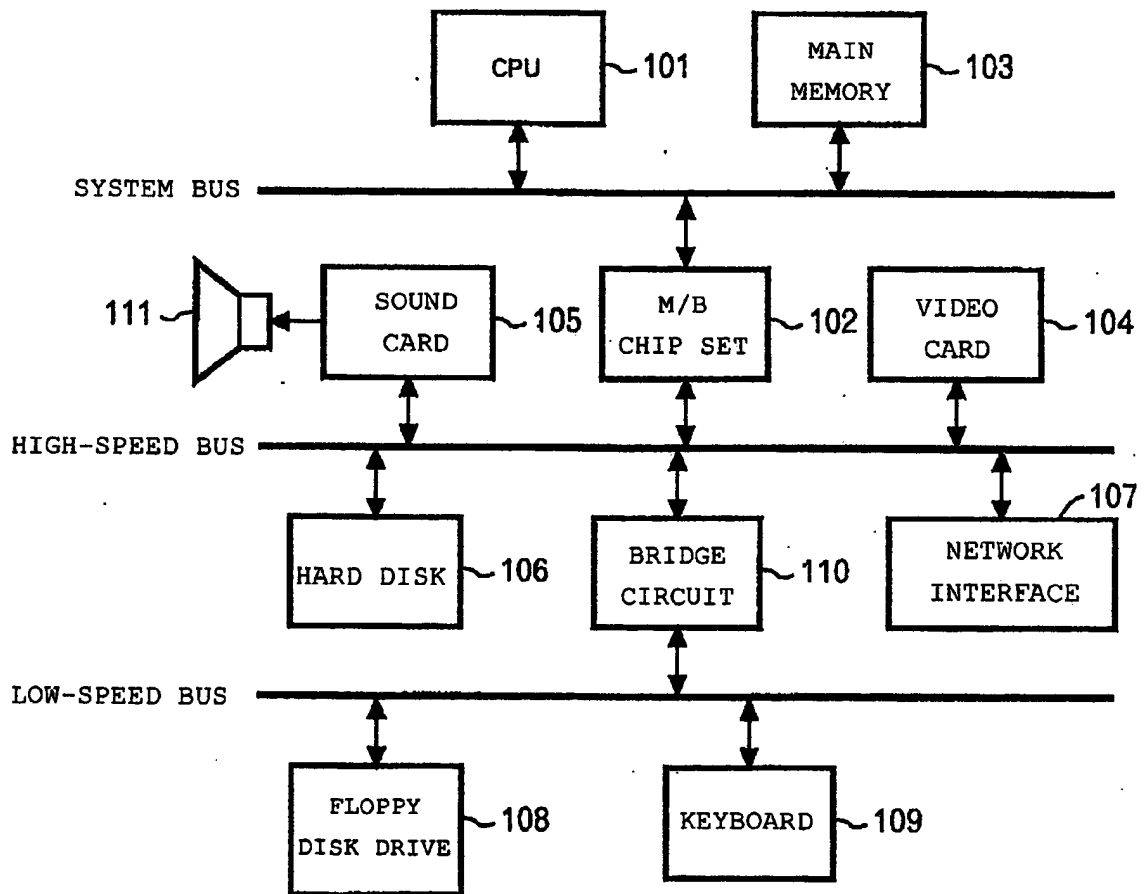 CPU
101
MAIN
MEMORY
103
SYSTEM BUS
111
SOUND
CARD
105
M/B
CHIP SET
102
VIDEO
CARD
104
HIGH-SPEED BUS
HARD DISK
106
BRIDGE
CIRCUIT
110
107
NETWORK
INTERFACE
LOW-SPEED BUS
FLOPPY
DISK DRIVE
108
KEYBOARD
109